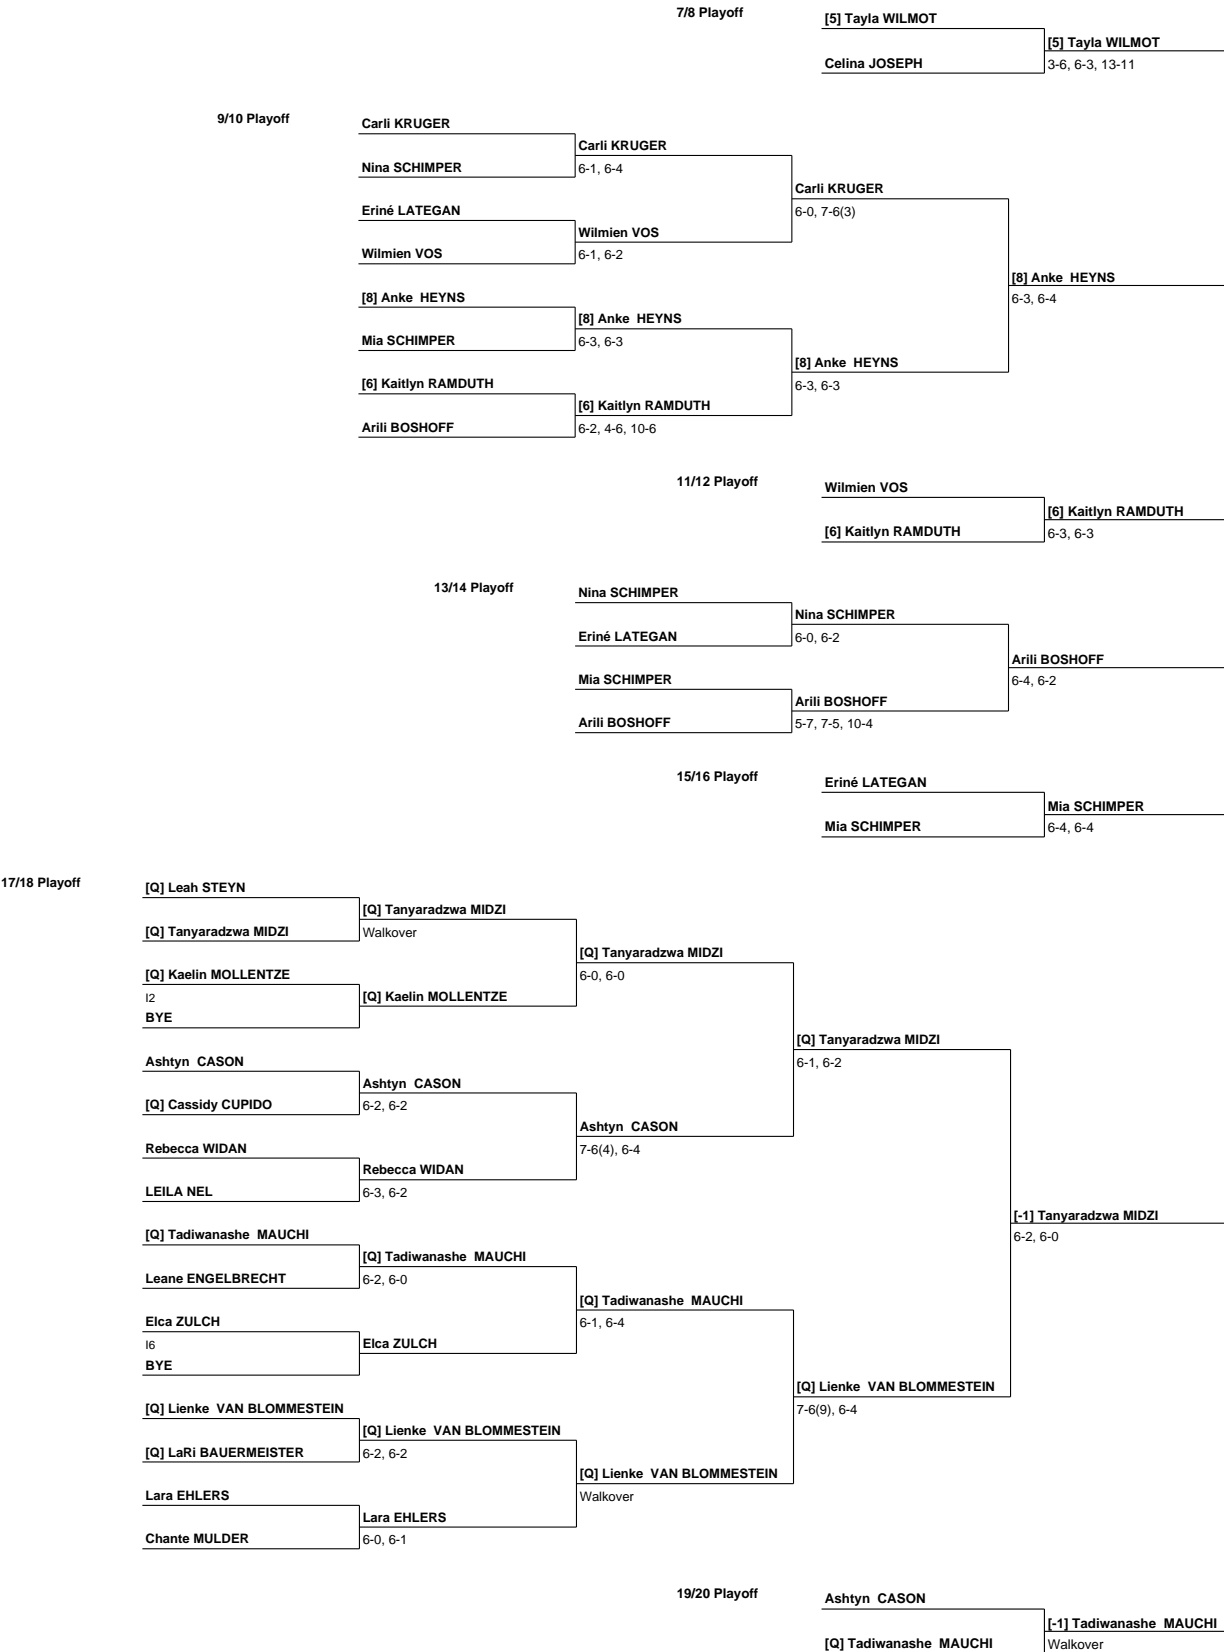 7/8 Playoff
[5] Tayla WILMOT
[5] Tayla WILMOT
Celina JOSEPH
3-6, 6-3, 13-11
9/10 Playoff
Carli KRUGER
Carli KRUGER
Nina SCHIMPER
6-1, 6-4
Carli KRUGER
6-0, 7-6(3)
Eriné LATEGAN
Wilmien VOS
Wilmien VOS
6-1, 6-2
[8] Anke HEYNS
6-3, 6-4
[8] Anke HEYNS
[8] Anke HEYNS
Mia SCHIMPER
6-3, 6-3
[8] Anke HEYNS
6-3, 6-3
[6] Kaitlyn RAMDUTH
[6] Kaitlyn RAMDUTH
Arili BOSHOFF
6-2, 4-6, 10-6
11/12 Playoff
Wilmien VOS
[6] Kaitlyn RAMDUTH
[6] Kaitlyn RAMDUTH
6-3, 6-3
13/14 Playoff
Nina SCHIMPER
Nina SCHIMPER
Eriné LATEGAN
6-0, 6-2
Arili BOSHOFF
6-4, 6-2
Mia SCHIMPER
Arili BOSHOFF
Arili BOSHOFF
5-7, 7-5, 10-4
15/16 Playoff
Eriné LATEGAN
Mia SCHIMPER
Mia SCHIMPER
6-4, 6-4
17/18 Playoff
[Q] Leah STEYN
[Q] Tanyaradzwa MIDZI
[Q] Tanyaradzwa MIDZI
Walkover
[Q] Tanyaradzwa MIDZI
6-0, 6-0
[Q] Kaelin MOLLENTZE
I2
[Q] Kaelin MOLLENTZE
BYE
[Q] Tanyaradzwa MIDZI
6-1, 6-2
Ashtyn CASON
Ashtyn CASON
[Q] Cassidy CUPIDO
6-2, 6-2
Ashtyn CASON
7-6(4), 6-4
Rebecca WIDAN
Rebecca WIDAN
LEILA NEL
6-3, 6-2
[-1] Tanyaradzwa MIDZI
6-2, 6-0
[Q] Tadiwanashe MAUCHI
[Q] Tadiwanashe MAUCHI
Leane ENGELBRECHT
6-2, 6-0
[Q] Tadiwanashe MAUCHI
6-1, 6-4
Elca ZULCH
I6
Elca ZULCH
BYE
[Q] Lienke VAN BLOMMESTEIN
7-6(9), 6-4
[Q] Lienke VAN BLOMMESTEIN
[Q] Lienke VAN BLOMMESTEIN
[Q] LaRi BAUERMEISTER
6-2, 6-2
[Q] Lienke VAN BLOMMESTEIN
Walkover
Lara EHLERS
Lara EHLERS
Chante MULDER
6-0, 6-1
19/20 Playoff
Ashtyn CASON
[-1] Tadiwanashe MAUCHI
[Q] Tadiwanashe MAUCHI
Walkover